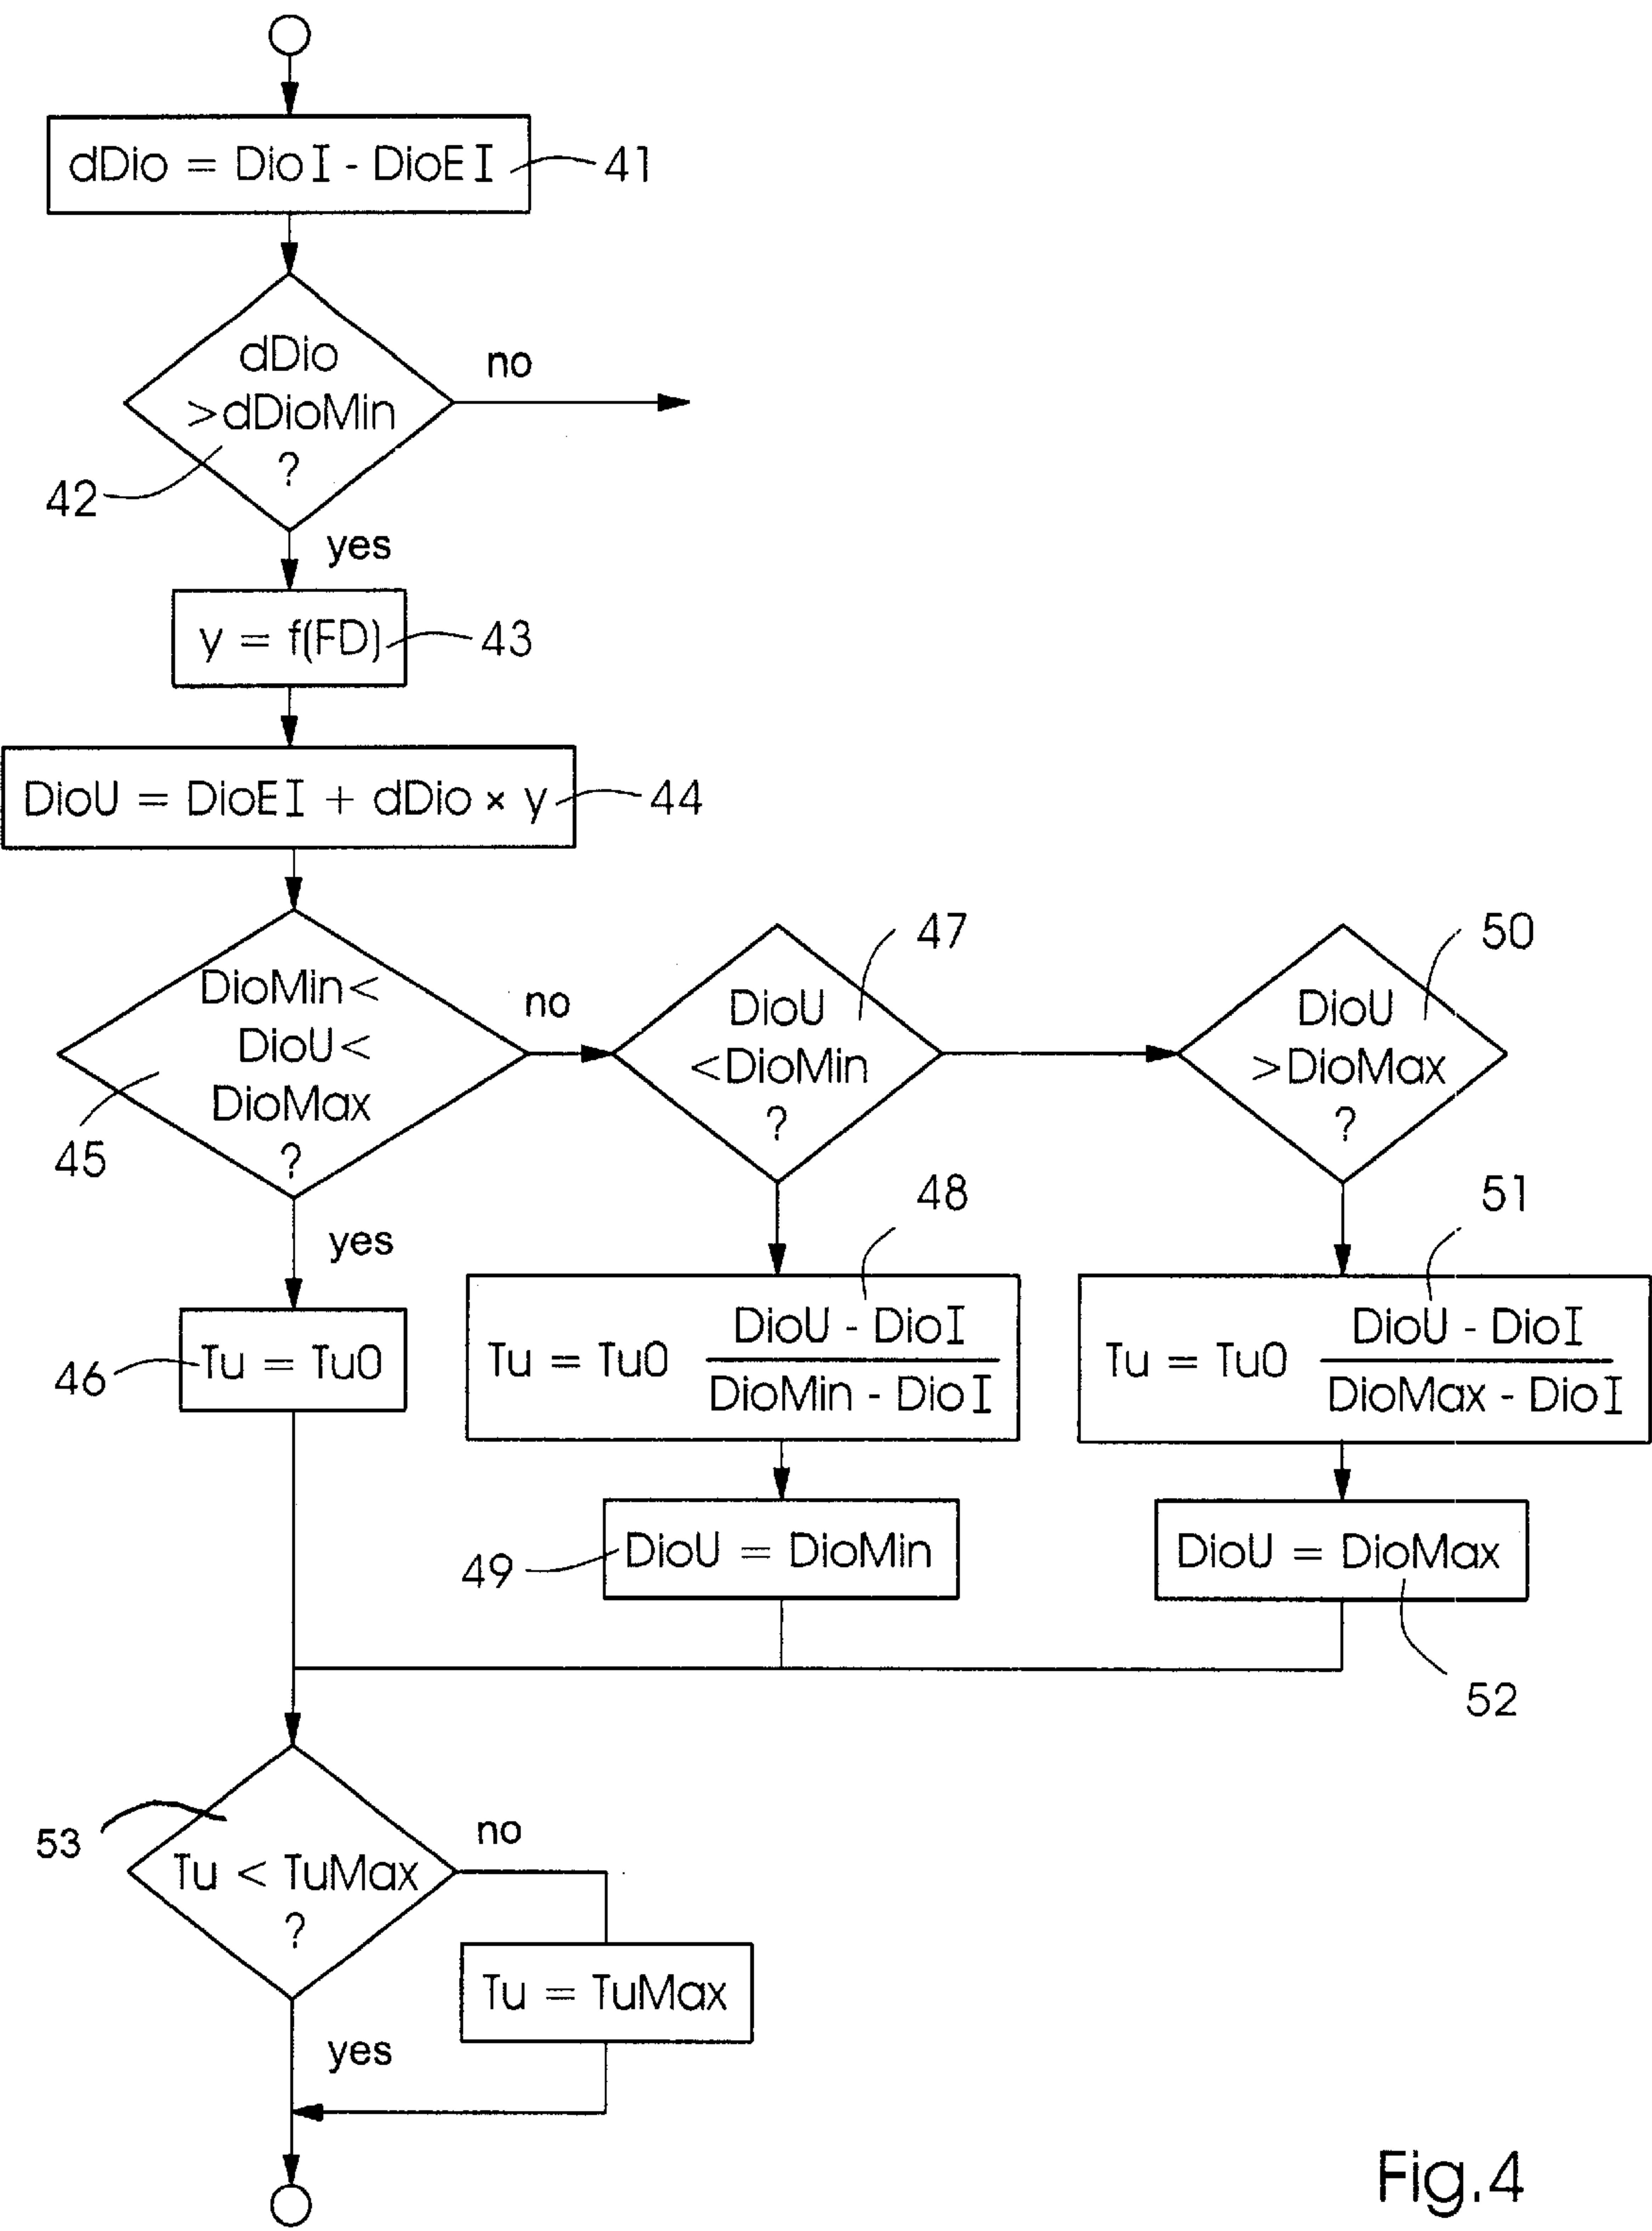 dDio = DioI - DioEI
41
dDio
>dDioMin
?
no
42
yes
y = f(FD)
43
DioU = DioEI + dDio × y
44
DioMin<
DioU<
DioMax
?
45
no
yes
DioU
<DioMin
?
47
DioU
>DioMax
?
50
Tu = Tu0
46
Tu = Tu0 DioU - DioI
DioMin - DioI
48
Tu = Tu0 DioU - DioI
DioMax - DioI
51
DioU = DioMin
49
DioU = DioMax
52
Tu < TuMax
?
53
no
Tu = TuMax
yes
Fig.4